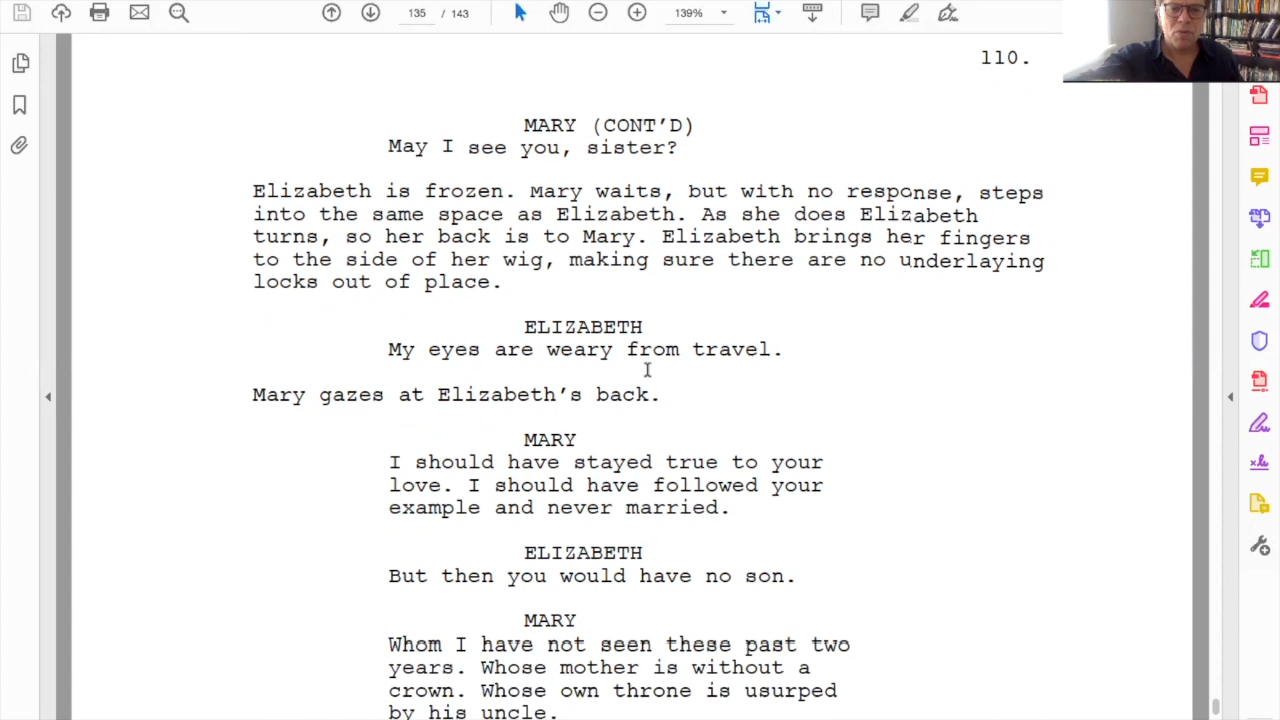 135 / 143
139%
110.
MARY (CONT'D)
May I see you, sister?
Elizabeth is frozen. Mary waits, but with no response, steps
into the same space as Elizabeth. As she does Elizabeth
turns, so her back is to Mary. Elizabeth brings her fingers
to the side of her wig, making sure there are no underlaying
locks out of place.
ELIZABETH
My eyes are weary from travel.
Mary gazes at Elizabeth's back.
MARY
I should have stayed true to your
love. I should have followed your
example and never married.
ELIZABETH
But then you would have no son.
MARY
Whom I have not seen these past two
years. Whose mother is without a
crown. Whose own throne is usurped
by his uncle.